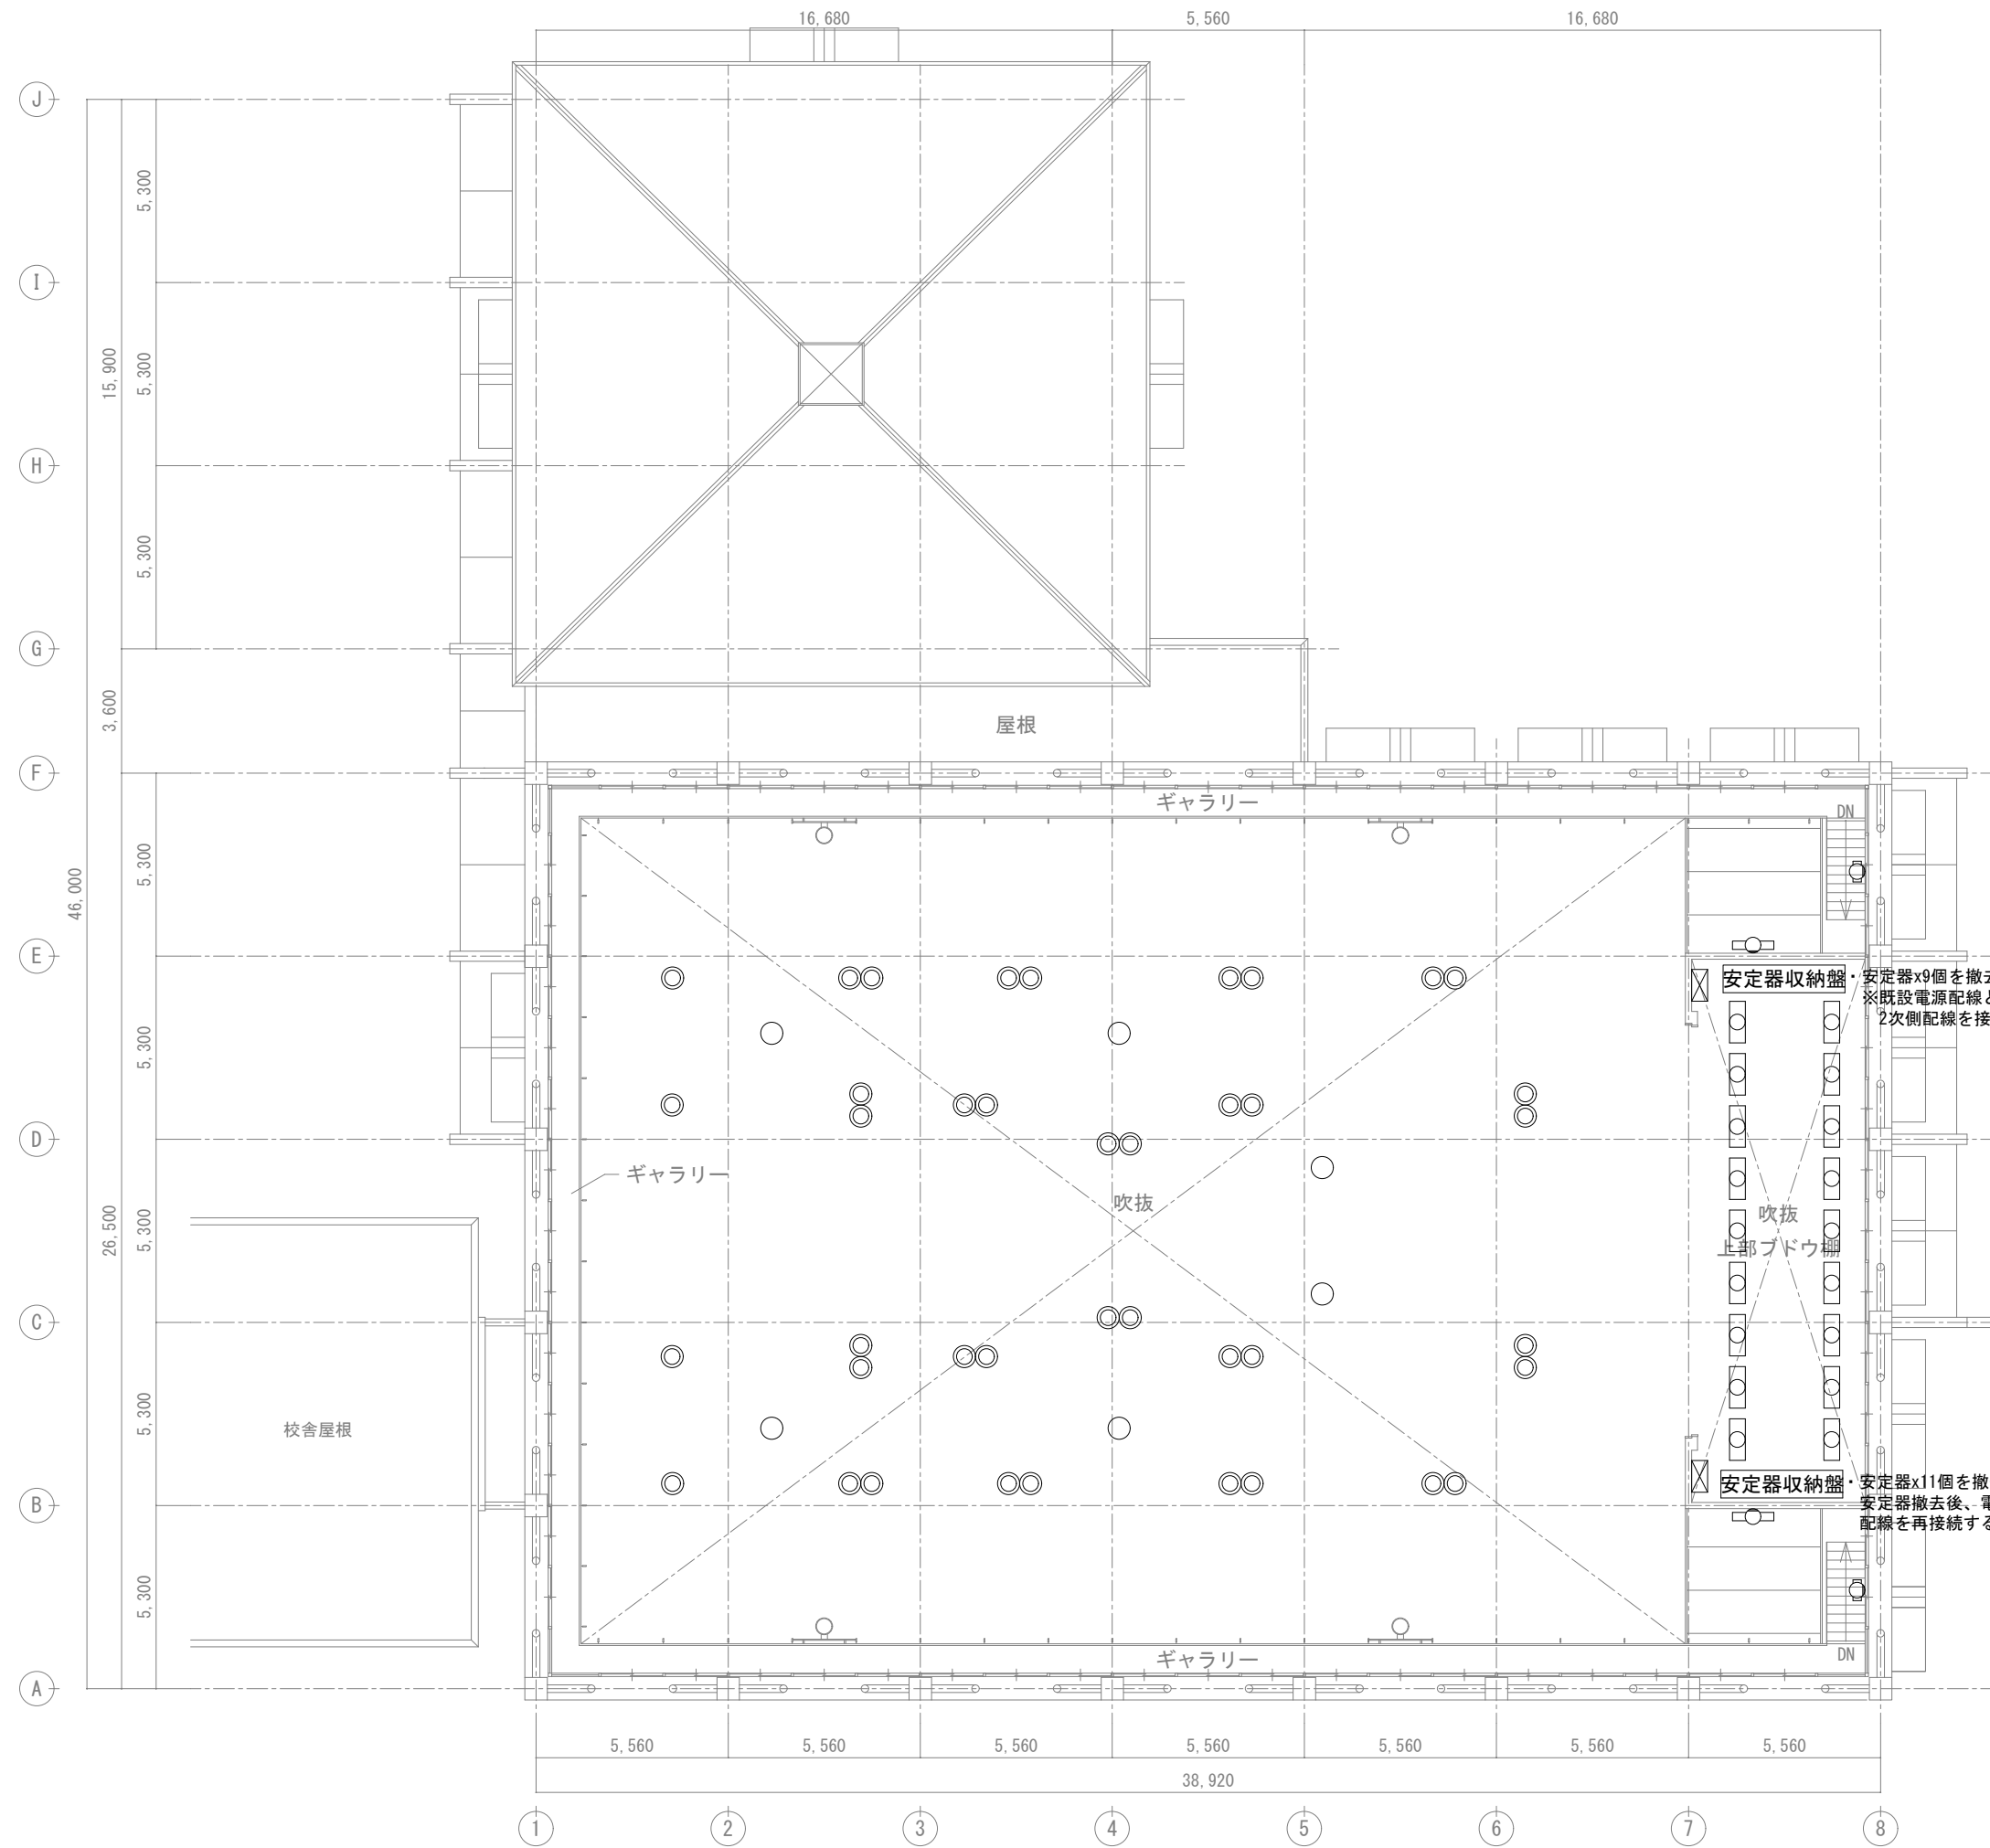 16,680
5,560
16,680
J
5,300
I
15,900
5,300
H
5,300
G
3,600
屋根
F
ギャラリー
DN
5,300
46,000
E
安定器収納盤
・安定器x9個を撤去
※既設電源配線と
2次側配線を接
5,300
D
ギャラリー
吹抜
吹抜
上部ブドウ棚
26,500
5,300
C
5,300
校舎屋根
安定器収納盤
・安定器x11個を撤
安定器撤去後、電
配線を再接続する
B
5,300
ギャラリー
DN
A
5,560
5,560
5,560
5,560
5,560
5,560
5,560
38,920
1
2
3
4
5
6
7
8